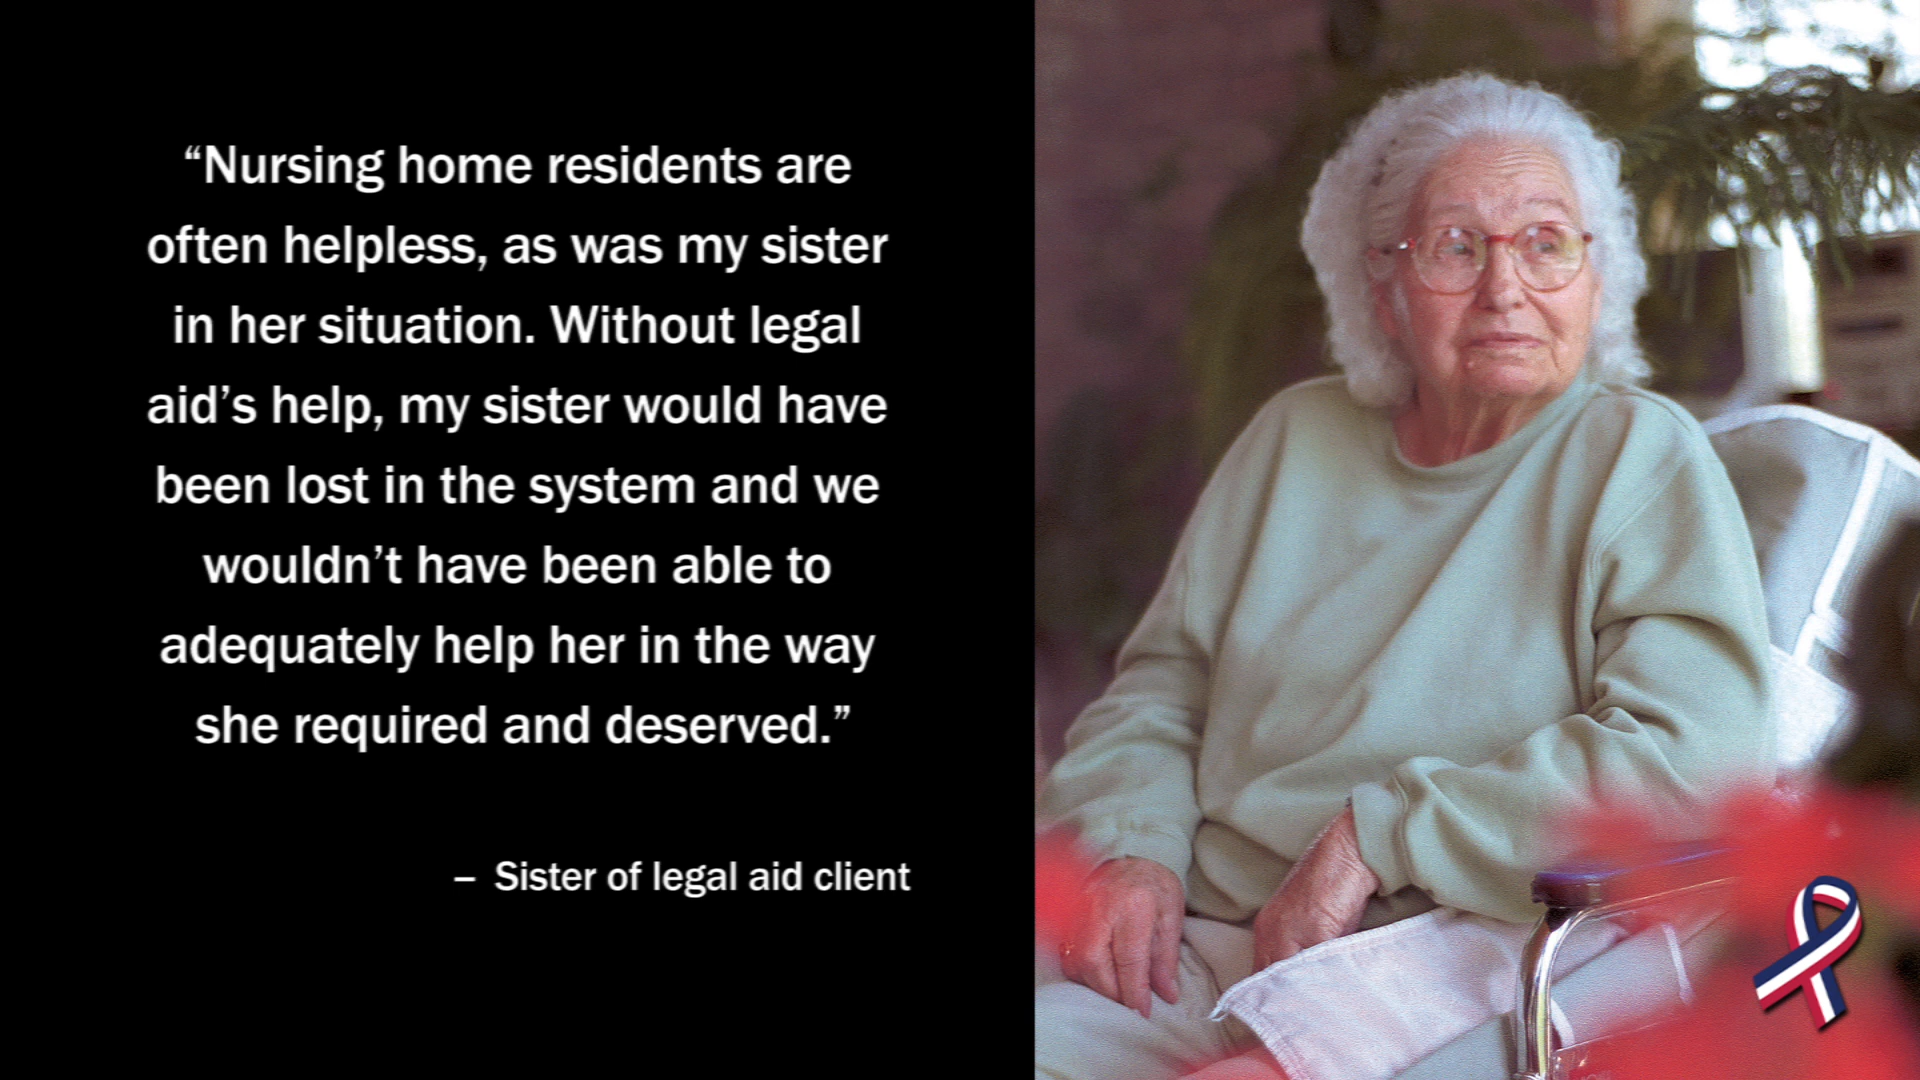 “Nursing home residents are
often helpless, as was my sister
in her situation. Without legal
aid’s help, my sister would have
been lost in the system and we
wouldn’t have been able to
adequately help her in the way
she required and deserved.”
– Sister of legal aid client